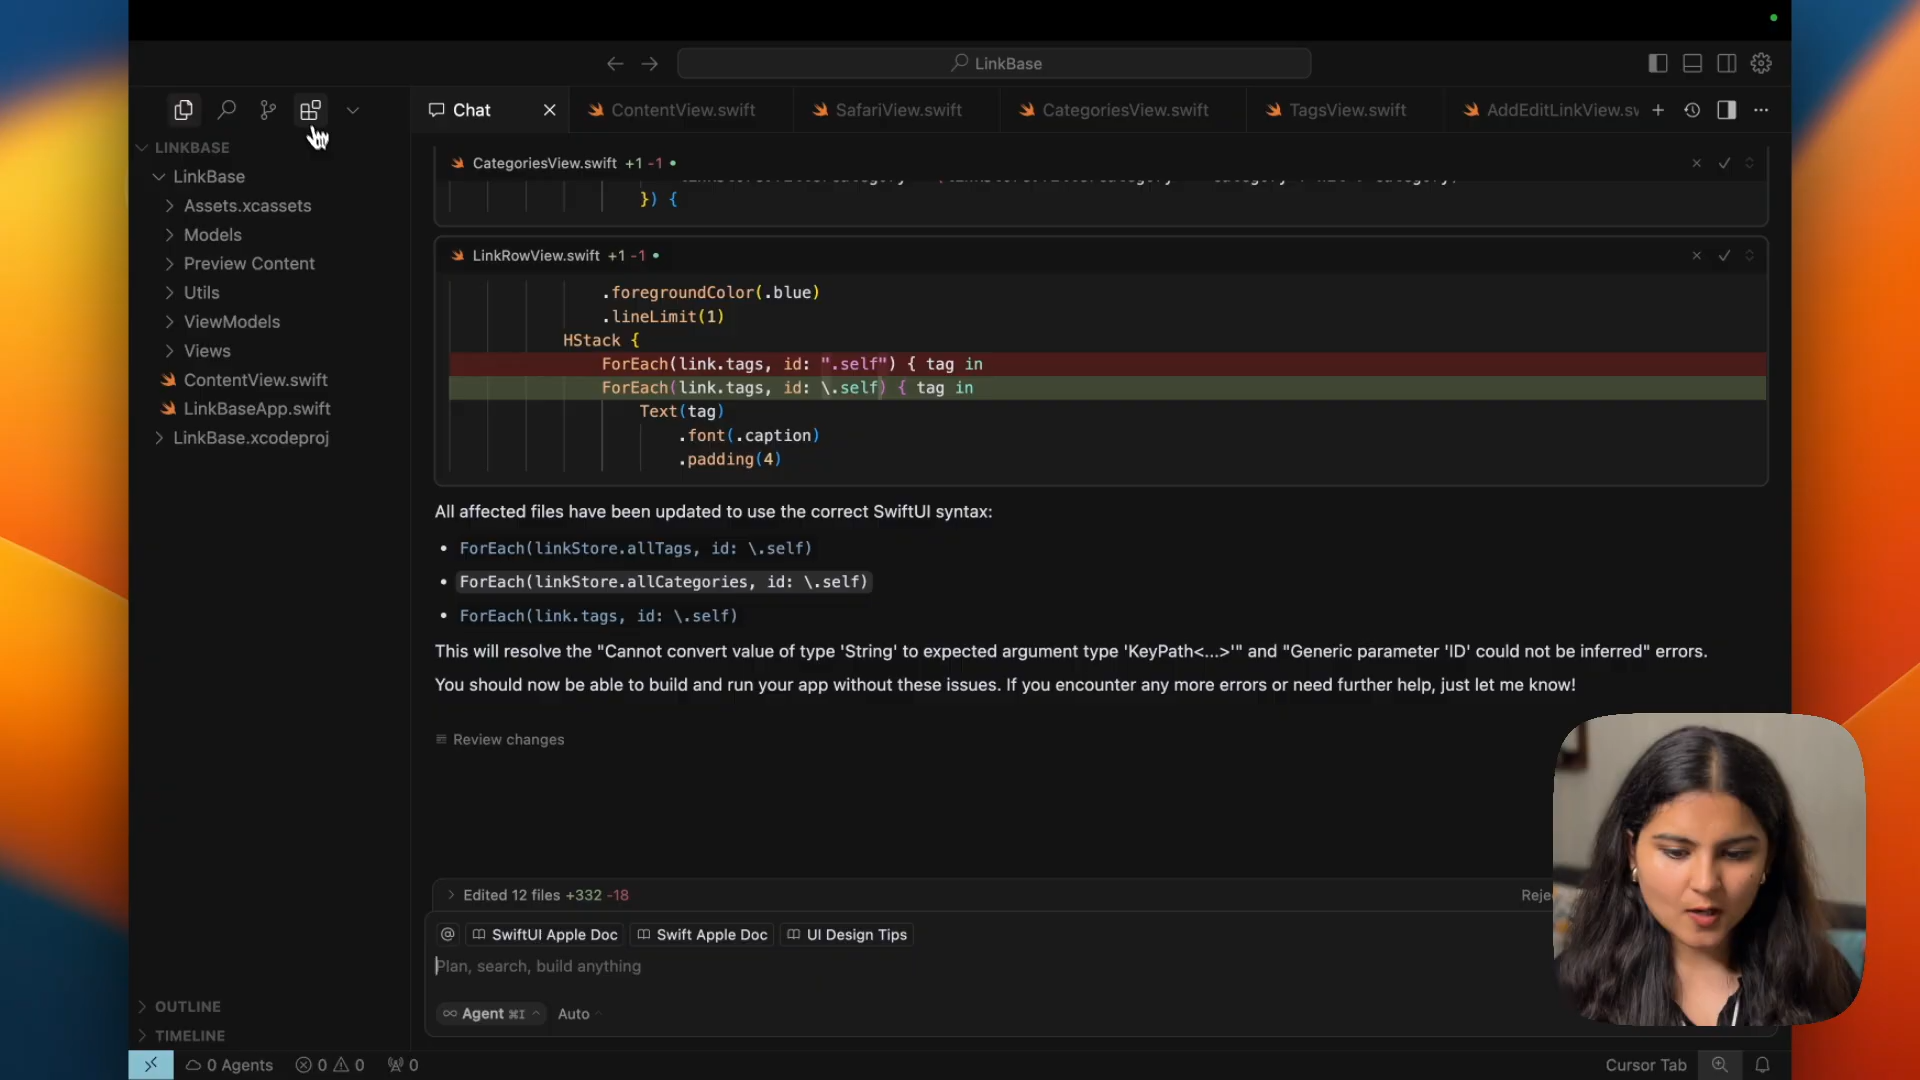 LinkBase
Chat
ContentView.swift
SafariView.swift
CategoriesView.swift
TagsView.swift
AddEditLinkView.sv
LINKBASE
LinkBase
Assets.xcassets
Models
Preview Content
Utils
ViewModels
Views
ContentView.swift
LinkBaseApp.swift
LinkBase.xcodeproj
OUTLINE
TIMELINE
CategoriesView.swift +1 -1
}) {
LinkRowView.swift +1 -1
.foregroundColor(.blue)
.lineLimit(1)
HStack {
ForEach(link.tags, id: ".self") { tag in
ForEach(link.tags, id: \.self) { tag in
Text(tag)
.font(.caption)
.padding(4)
All affected files have been updated to use the correct SwiftUI syntax:
• ForEach(linkStore.allTags, id: \.self)
• ForEach(linkStore.allCategories, id: \.self)
• ForEach(link.tags, id: \.self)
This will resolve the "Cannot convert value of type 'String' to expected argument type 'KeyPath<...>'" and "Generic parameter 'ID' could not be inferred" errors.
You should now be able to build and run your app without these issues. If you encounter any more errors or need further help, just let me know!
Review changes
Edited 12 files +332 -18
Reje
@ SwiftUI Apple Doc Swift Apple Doc UI Design Tips
Plan, search, build anything
Agent ⌘I Auto
0 Agents 0 0 0
Cursor Tab